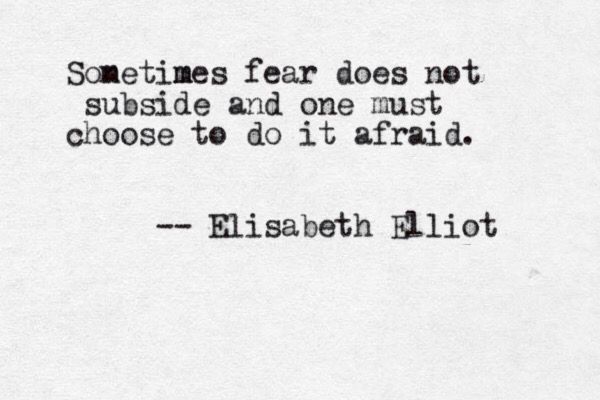 Sometimes fear does not
subside and one must
choose to do it afraid.
-- Elisabeth Elliot